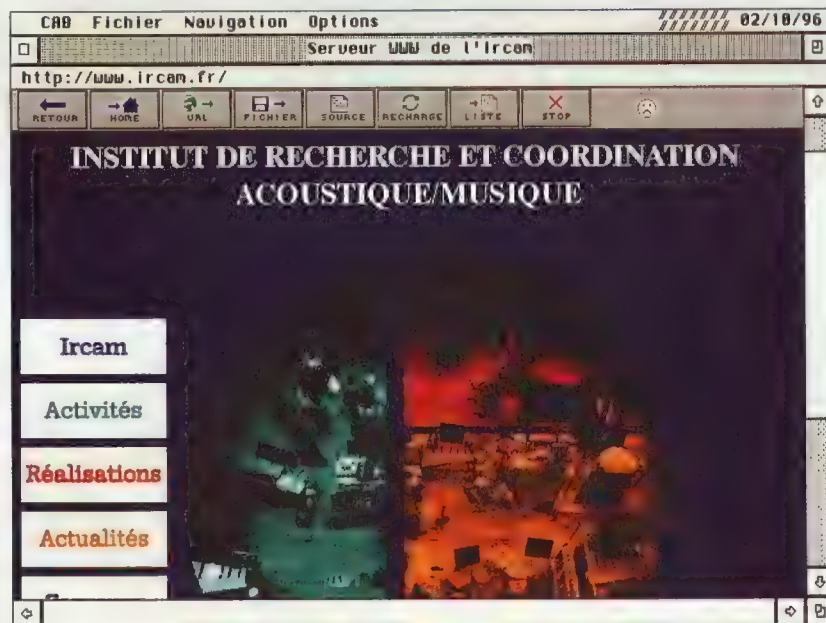 CAB Fichier Navigation Options 02/10/96
Serveur WWW de l'Ircam
http://www.ircam.fr/
RETOUR HOME URL FICHIER SOURCE RECHARGE LISTE STOP
INSTITUT DE RECHERCHE ET COORDINATION
ACOUSTIQUE/MUSIQUE
Ircam
Activités
Réalisations
Actualités